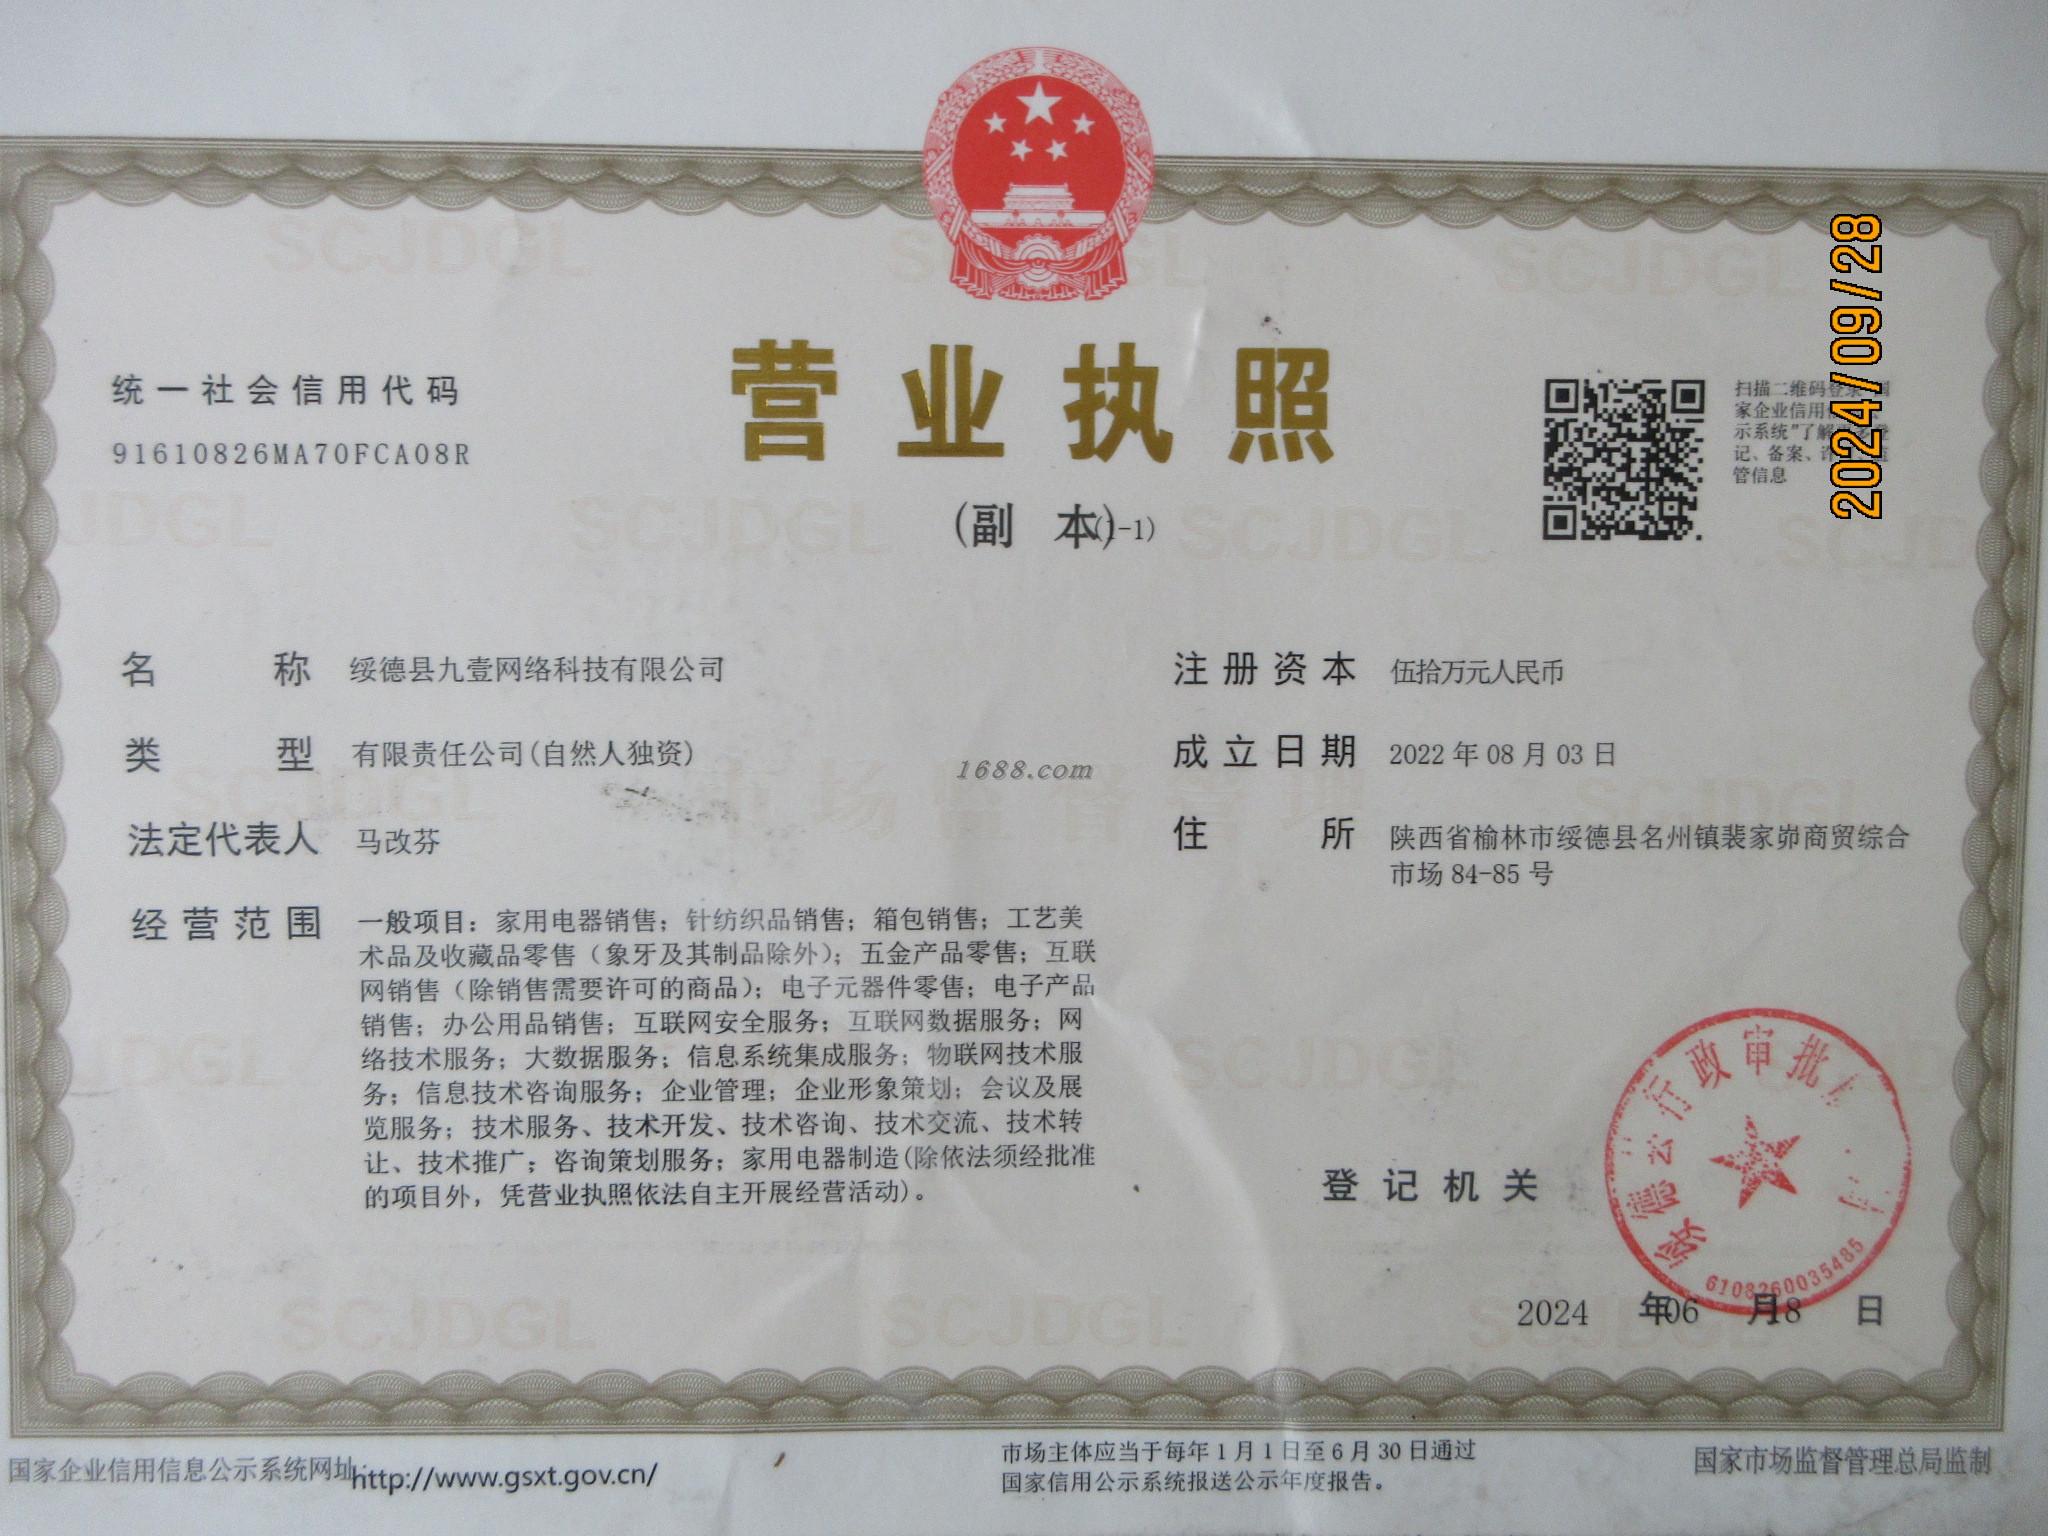 统一社会信用代码
91610826MA70FCA08R
营业执照
(副 本)(1-1)
扫描二维码登录
家企业信用
示系统"了解
记、备案、
管信息
2024/09/28
名 称 绥德县九壹网络科技有限公司
类 型 有限责任公司(自然人独资)
法定代表人 马改芬
经营范围 一般项目：家用电器销售；针纺织品销售；箱包销售；工艺美
术品及收藏品零售（象牙及其制品除外）；五金产品零售；互联
网销售（除销售需要许可的商品）；电子元器件零售；电子产品
销售；办公用品销售；互联网安全服务；互联网数据服务；网
络技术服务；大数据服务；信息系统集成服务；物联网技术服
务；信息技术咨询服务；企业管理；企业形象策划；会议及展
览服务；技术服务、技术开发、技术咨询、技术交流、技术转
让、技术推广；咨询策划服务；家用电器制造(除依法须经批准
的项目外，凭营业执照依法自主开展经营活动)。
1688.com
注册资本 伍拾万元人民币
成立日期 2022年08月03日
住 所 陕西省榆林市绥德县名州镇裴家峁商贸综合
市场84-85号
登记机关
行政审批
6108260035485
2024 年06 月18 日
国家企业信用信息公示系统网址：http://www.gsxt.gov.cn/
市场主体应当于每年1月1日至6月30日通过
国家信用公示系统报送公示年度报告。
国家市场监督管理总局监制
SCJDGL
市场监督管理